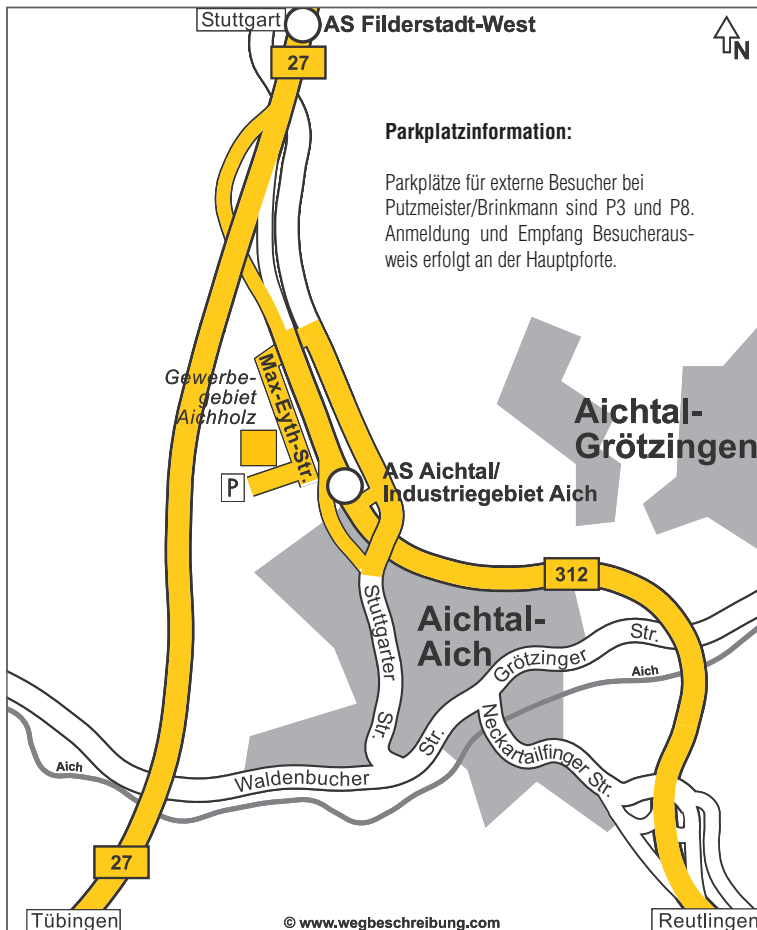 Stuttgart
AS Filderstadt-West
27
N
Parkplatzinformation:
Parkplätze für externe Besucher bei
Putzmeister/Brinkmann sind P3 und P8.
Anmeldung und Empfang Besucheraus-
weis erfolgt an der Hauptpforte.
Gewerbe-
gebiet
Aichholz
Max-Eyth-Str.
Aichtal-
Grötzingen
P
AS Aichtal/
Industriegebiet Aich
312
Stuttgarter Str.
Aichtal-
Aich
Grötzinger Str.
Aich
Neckartailfinger Str.
Aich
Waldenbucher Str.
27
Tübingen
© www.wegbeschreibung.com
Reutlingen